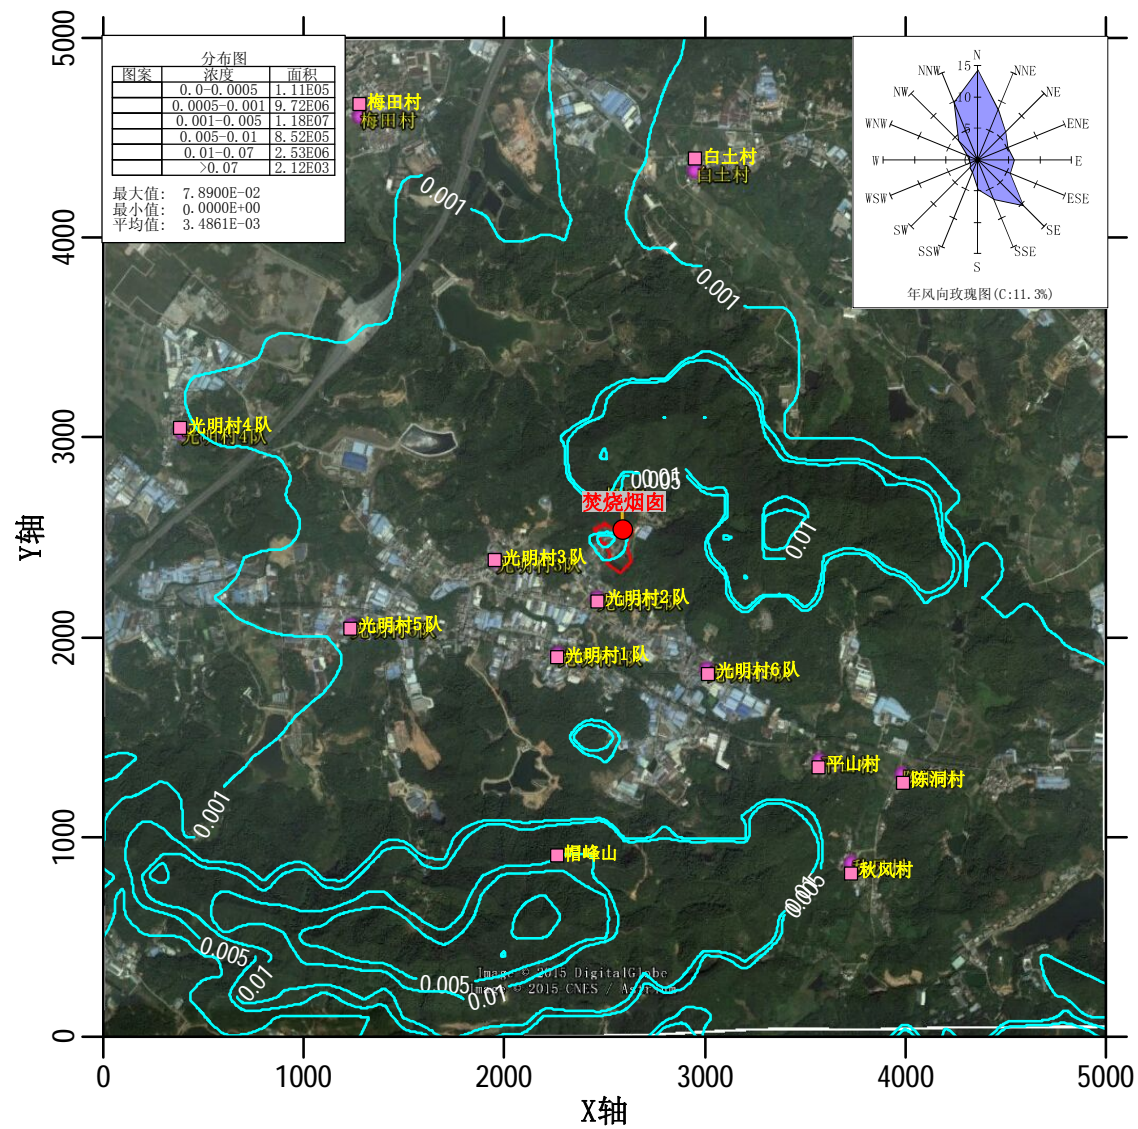 分布图
图案 浓度 面积
0.0-0.0005 1.11E05
0.0005-0.001 9.72E06
0.001-0.005 1.18E07
0.005-0.01 8.52E05
0.01-0.07 2.53E06
>0.07 2.12E03
最大值: 7.8900E-02
最小值: 0.0000E+00
平均值: 3.4861E-03
N
NNE
NE
ENE
E
ESE
SE
SSE
S
SSW
SW
WSW
W
WNW
NW
NNW
15
10
5
年风向玫瑰图(C:11.3%)
梅田村
白土村
0.001
0.001
光明村4队
0.01
0.005
焚烧烟囱
0.01
光明村3队
光明村2队
光明村5队
光明村1队
光明村6队
平山村
陈洞村
0.001
帽峰山
秋风村
0.01
0.005
0.005
0.01
0.005
0.01
Image © 2015 DigitalGlobe
Image © 2015 CNES / Astrium
5000
4000
3000
2000
1000
0
Y轴
0 1000 2000 3000 4000 5000
X轴